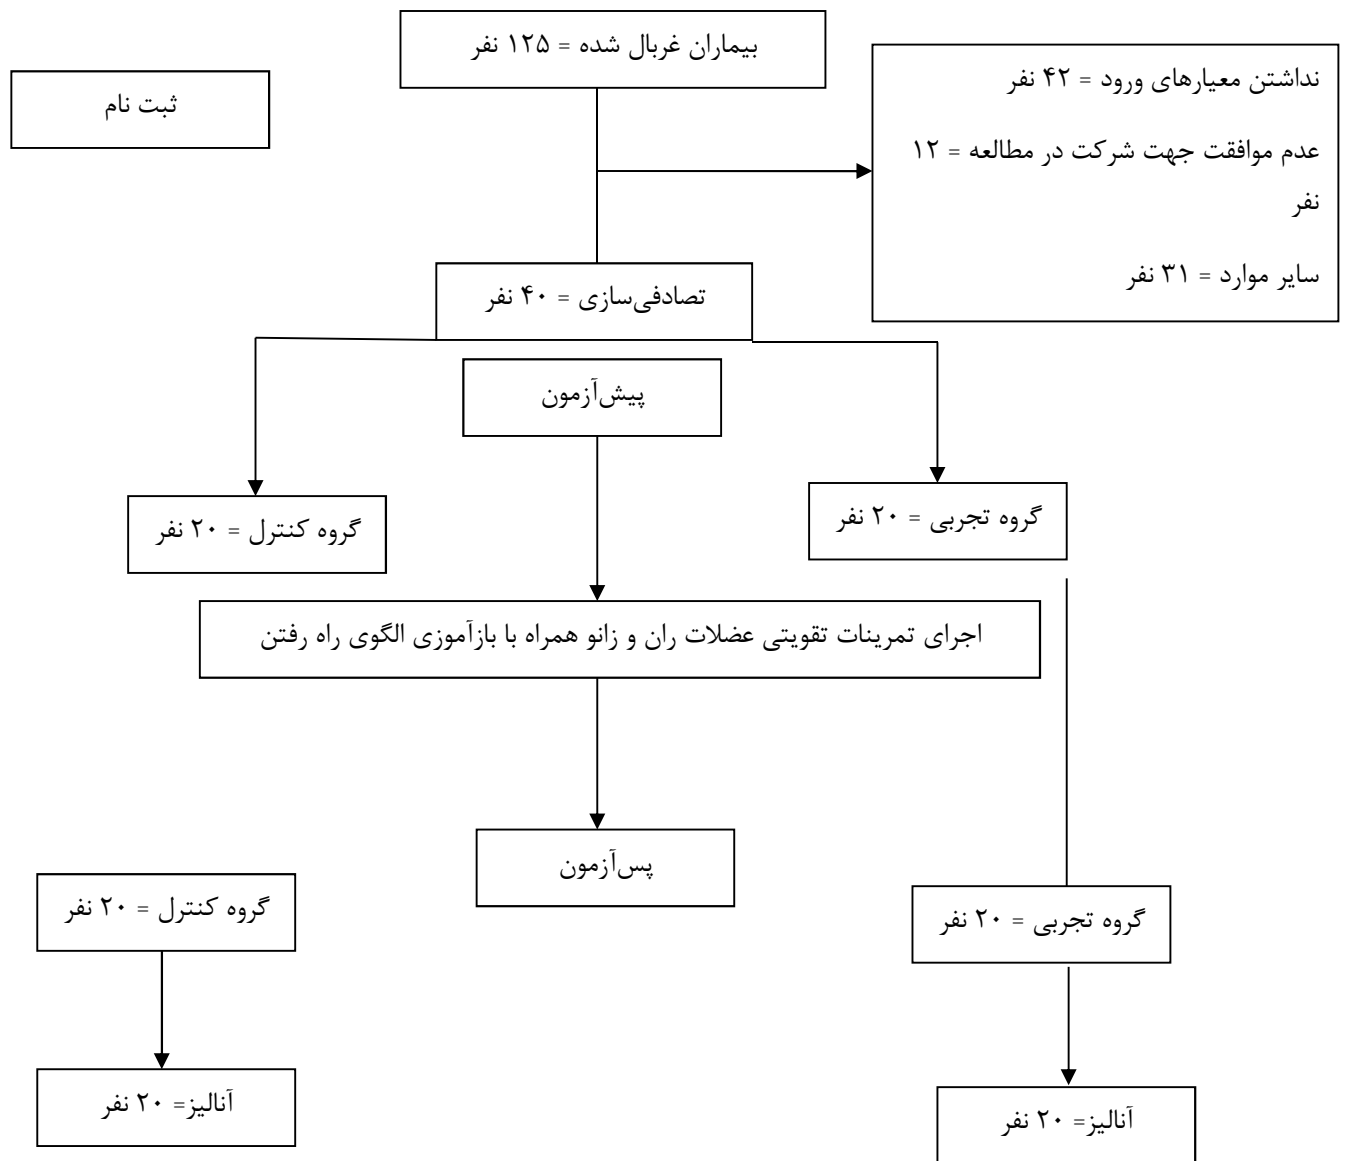 بیماران غربال شده = ۱۲۵ نفر
ثبت نام
نداشتن معیارهای ورود = ۴۲ نفر
عدم موافقت جهت شرکت در مطالعه = ۱۲
نفر
سایر موارد = ۳۱ نفر
تصادفی‌سازی = ۴۰ نفر
پیش‌آزمون
گروه تجربی = ۲۰ نفر
گروه کنترل = ۲۰ نفر
اجرای تمرینات تقویتی عضلات ران و زانو همراه با بازآموزی الگوی راه رفتن
پس‌آزمون
گروه تجربی = ۲۰ نفر
گروه کنترل = ۲۰ نفر
آنالیز= ۲۰ نفر
آنالیز= ۲۰ نفر